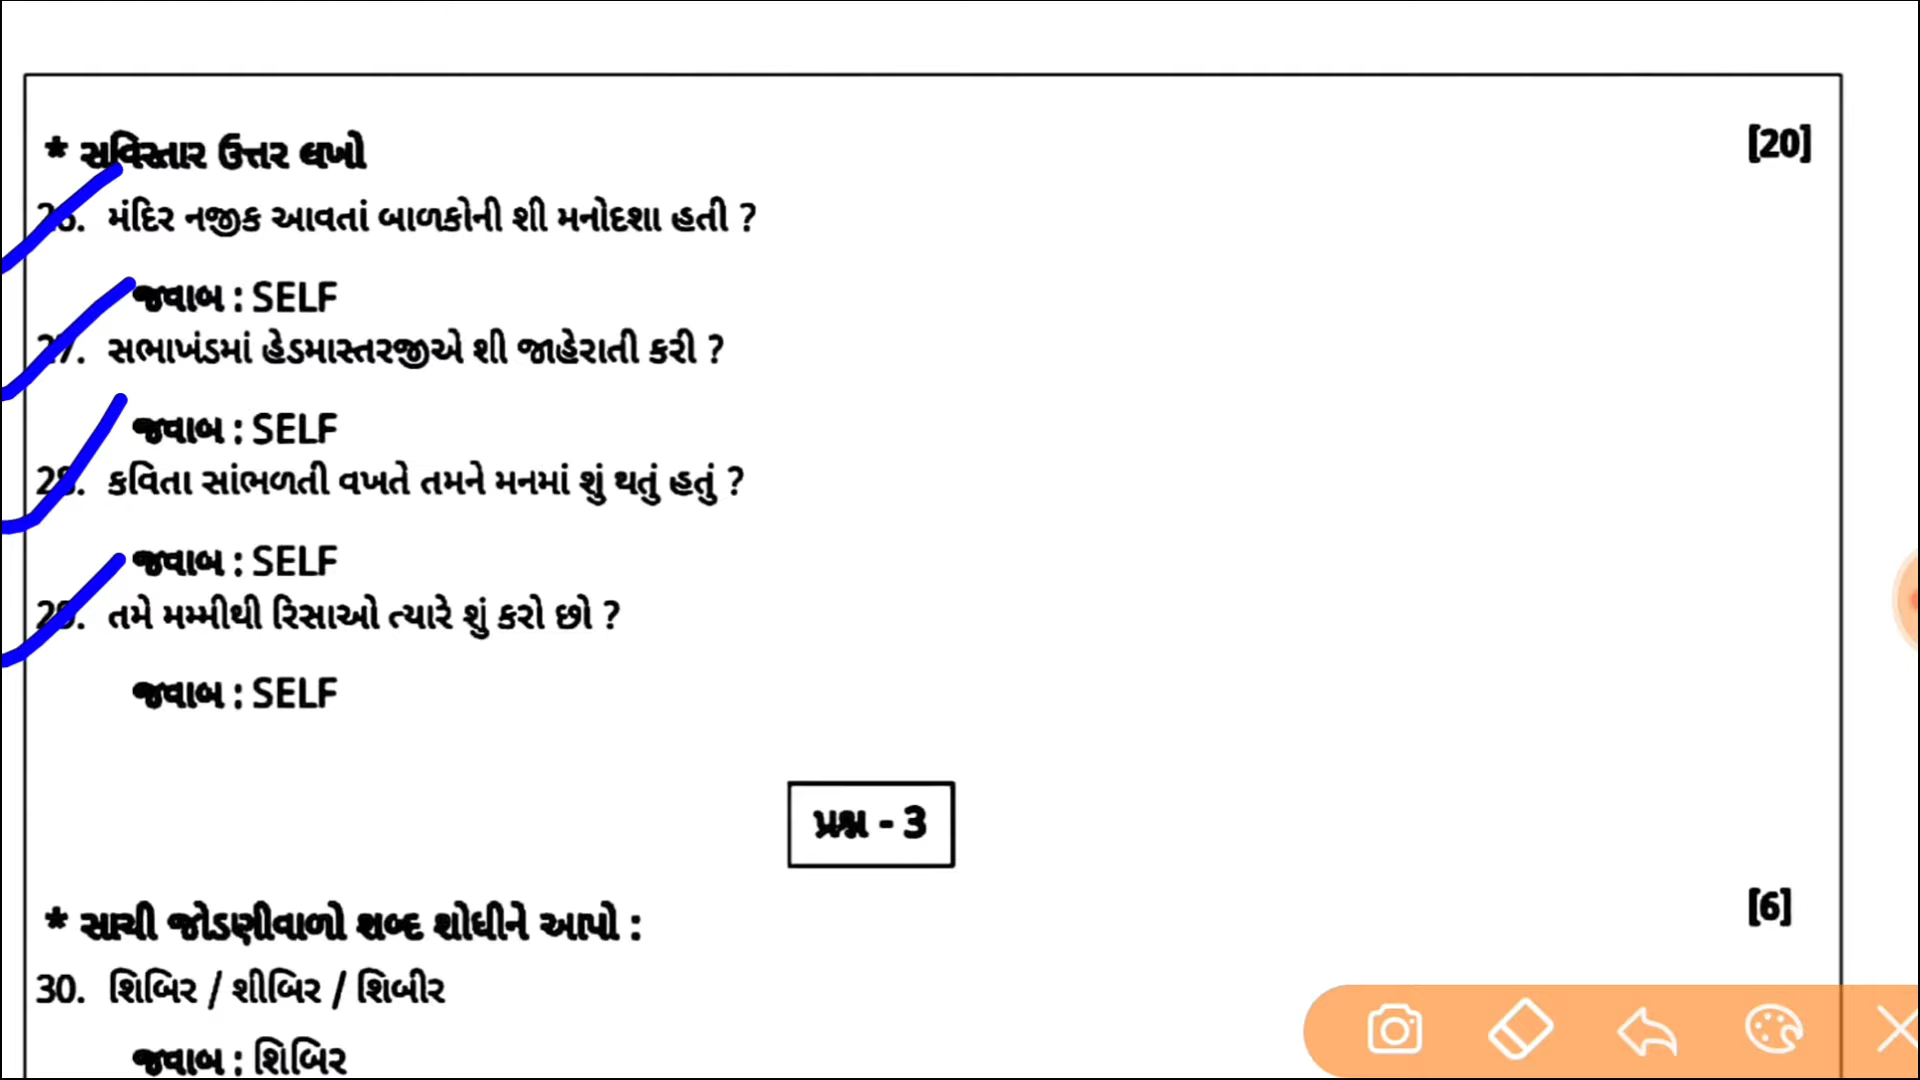 * સવિસ્તાર ઉત્તર લખો [20]
26. મંદિર નજીક આવતાં બાળકોની શી મનોદશા હતી ?
જવાબ : SELF
27. સભાખંડમાં હેડમાસ્તરજીએ શી જાહેરાતી કરી ?
જવાબ : SELF
28. કવિતા સાંભળતી વખતે તમને મનમાં શું થતું હતું ?
જવાબ : SELF
29. તમે મમ્મીથી રિસાઓ ત્યારે શું કરો છો ?
જવાબ : SELF
પ્રશ્ન - 3
* સાચી જોડણીવાળો શબ્દ શોધીને આપો : [6]
30. શિબિર / શીબિર / શિબીર
જવાબ : શિબિર